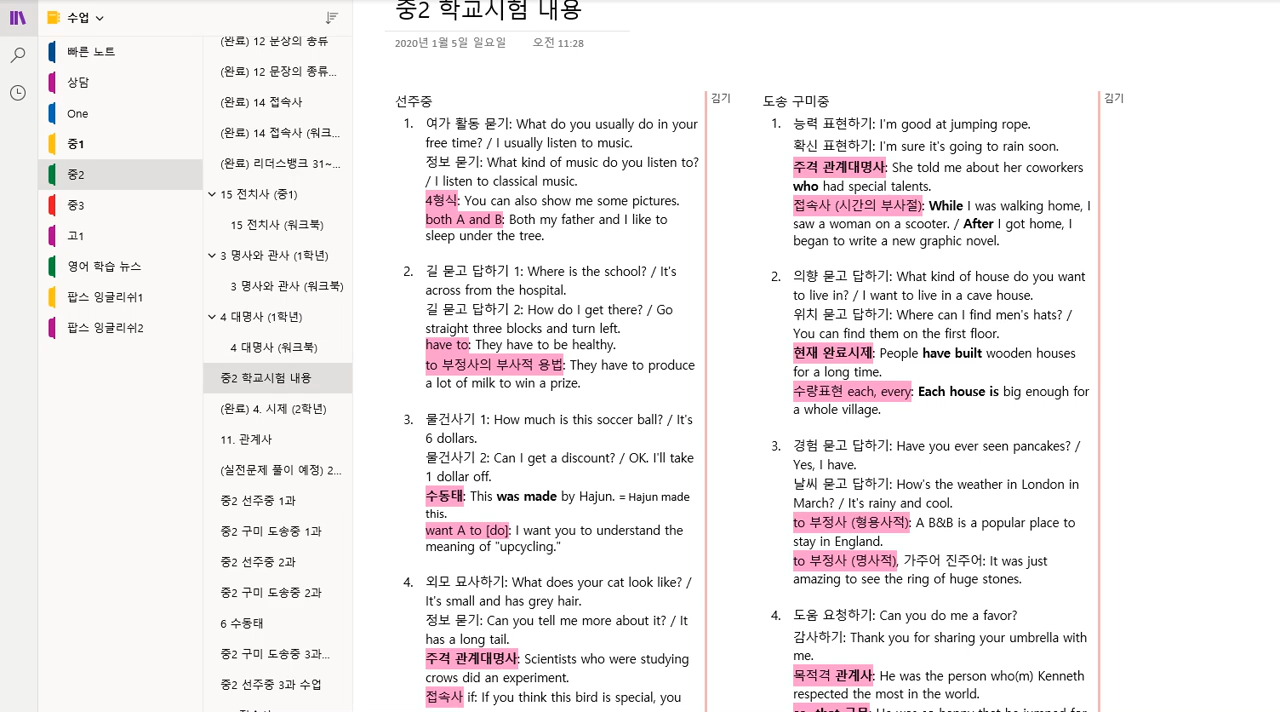 수업
빠른 노트
상담
One
중1
중2
중3
고1
영어 학습 뉴스
팝스 잉글리쉬1
팝스 잉글리쉬2
(완료) 12 문장의 종류
(완료) 12 문장의 종류...
(완료) 14 접속사
(완료) 14 접속사 (워크...
(완료) 리더스뱅크 31~...
15 전치사 (중1)
15 전치사 (워크북)
3 명사와 관사 (1학년)
3 명사와 관사 (워크북)
4 대명사 (1학년)
4 대명사 (워크북)
중2 학교시험 내용
(완료) 4. 시제 (2학년)
11. 관계사
(실전문제 풀이 예정) 2...
중2 선주중 1과
중2 구미 도송중 1과
중2 선주중 2과
중2 구미 도송중 2과
6 수동태
중2 구미 도송중 3과...
중2 선주중 3과 수업
중2 학교시험 내용
2020년 1월 5일 일요일 오전 11:28
선주중
1. 여가 활동 묻기: What do you usually do in your
free time? / I usually listen to music.
정보 묻기: What kind of music do you listen to?
/ I listen to classical music.
4형식: You can also show me some pictures.
both A and B: Both my father and I like to
sleep under the tree.
2. 길 묻고 답하기 1: Where is the school? / It's
across from the hospital.
길 묻고 답하기 2: How do I get there? / Go
straight three blocks and turn left.
have to: They have to be healthy.
to 부정사의 부사적 용법: They have to produce
a lot of milk to win a prize.
3. 물건사기 1: How much is this soccer ball? / It's
6 dollars.
물건사기 2: Can I get a discount? / OK. I'll take
1 dollar off.
수동태: This was made by Hajun. = Hajun made
this.
want A to [do]: I want you to understand the
meaning of "upcycling."
4. 외모 묘사하기: What does your cat look like? /
It's small and has grey hair.
정보 묻기: Can you tell me more about it? / It
has a long tail.
주격 관계대명사: Scientists who were studying
crows did an experiment.
접속사 if: If you think this bird is special, you
김기
도송 구미중
1. 능력 표현하기: I'm good at jumping rope.
확신 표현하기: I'm sure it's going to rain soon.
주격 관계대명사: She told me about her coworkers
who had special talents.
접속사 (시간의 부사절): While I was walking home, I
saw a woman on a scooter. / After I got home, I
began to write a new graphic novel.
2. 의향 묻고 답하기: What kind of house do you want
to live in? / I want to live in a cave house.
위치 묻고 답하기: Where can I find men's hats? /
You can find them on the first floor.
현재 완료시제: People have built wooden houses
for a long time.
수량표현 each, every: Each house is big enough for
a whole village.
3. 경험 묻고 답하기: Have you ever seen pancakes? /
Yes, I have.
날씨 묻고 답하기: How's the weather in London in
March? / It's rainy and cool.
to 부정사 (형용사적): A B&B is a popular place to
stay in England.
to 부정사 (명사적), 가주어 진주어: It was just
amazing to see the ring of huge stones.
4. 도움 요청하기: Can you do me a favor?
감사하기: Thank you for sharing your umbrella with
me.
목적격 관계사: He was the person who(m) Kenneth
respected the most in the world.
김기